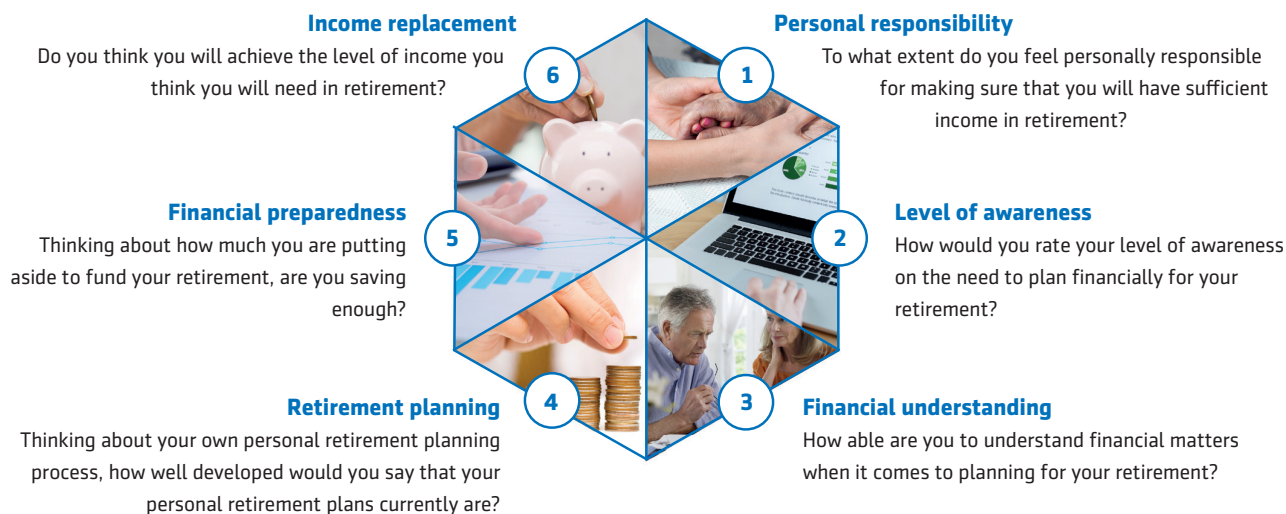 Personal responsibility
To what extent do you feel personally responsible
for making sure that you will have sufficient
income in retirement?
1
Level of awareness
How would you rate your level of awareness
on the need to plan financially for your
retirement?
2
Financial understanding
How able are you to understand financial matters
when it comes to planning for your retirement?
3
Retirement planning
Thinking about your own personal retirement planning
process, how well developed would you say that your
personal retirement plans currently are?
4
Financial preparedness
Thinking about how much you are putting
aside to fund your retirement, are you saving
enough?
5
Income replacement
Do you think you will achieve the level of income you
think you will need in retirement?
6